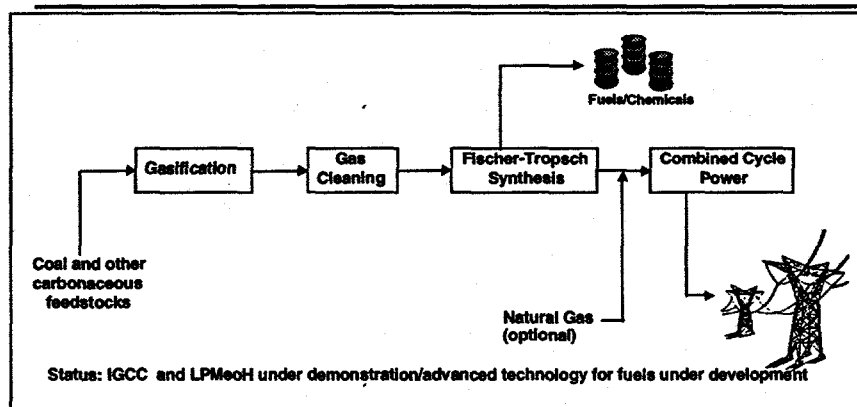 Fuels/Chemicals
Gasification
Gas
Cleaning
Fischer-Tropsch
Synthesis
Combined Cycle
Power
Coal and other
carbonaceous
feedstocks
Natural Gas
(optional)
Status: IGCC and LPMeoH under demonstration/advanced technology for fuels under development